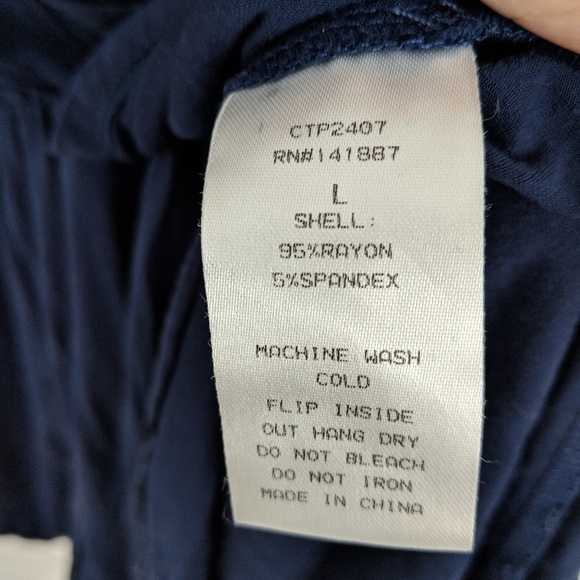 CTP2407
RN#141887
L
SHELL:
95%RAYON
5%SPANDEX
MACHINE WASH
COLD
FLIP INSIDE
OUT HANG DRY
DO NOT BLEACH
DO NOT IRON
MADE IN CHINA